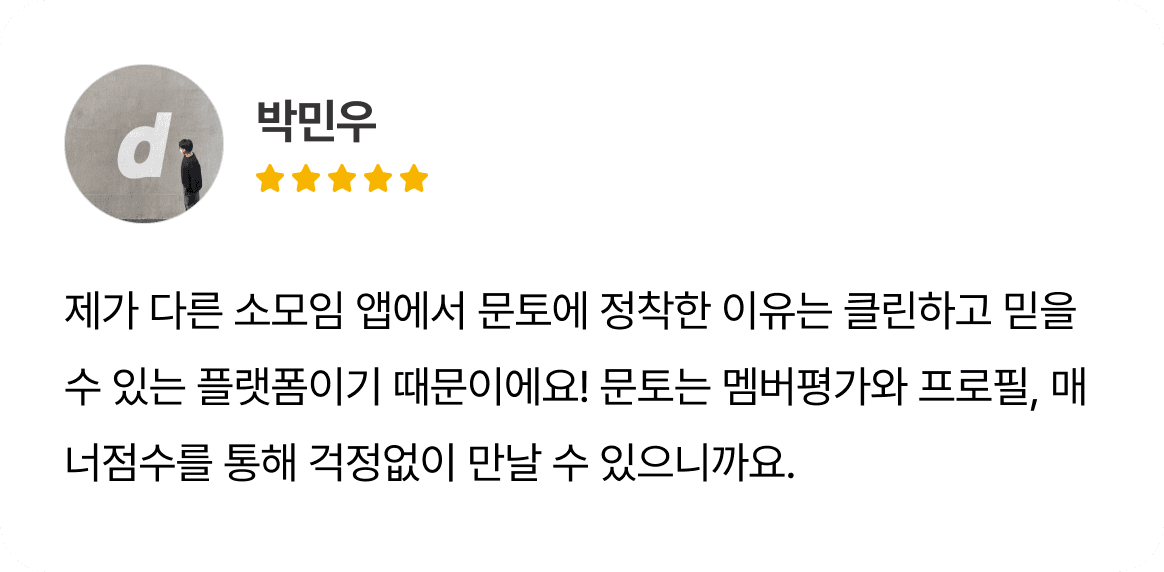 d
박민우
제가 다른 소모임 앱에서 문토에 정착한 이유는 클린하고 믿을
수 있는 플랫폼이기 때문이에요! 문토는 멤버평가와 프로필, 매
너점수를 통해 걱정없이 만날 수 있으니까요.